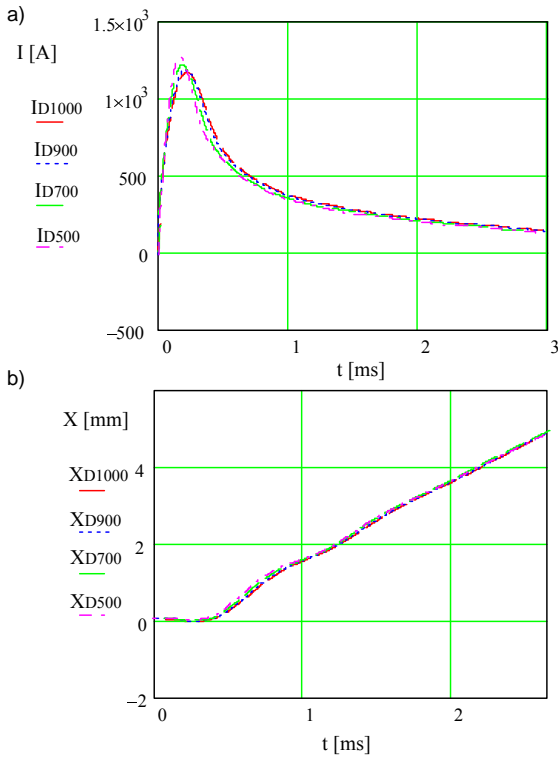 a)
I [A]
ID1000
ID900
ID700
ID500
1.5×10³
1×10³
500
0
−500
0 1 2 3
t [ms]
b)
X [mm]
XD1000
XD900
XD700
XD500
4
2
0
−2
0 1 2
t [ms]